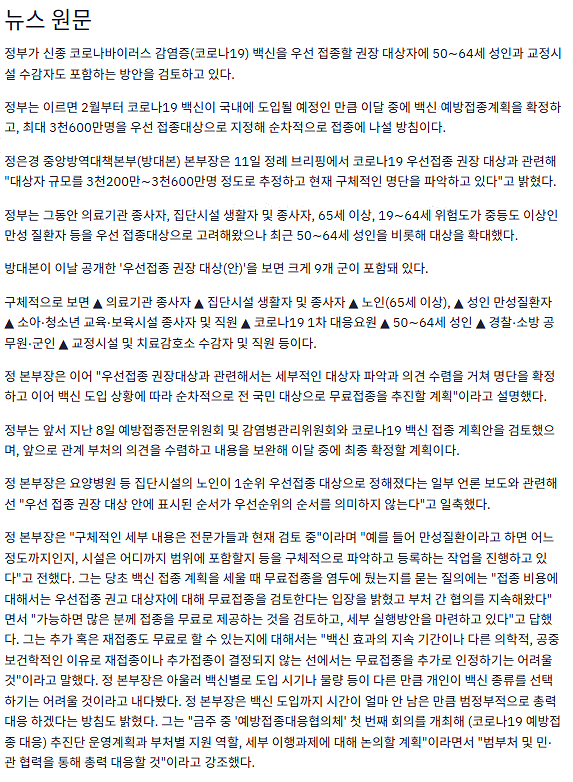 뉴스 원문
정부가 신종 코로나바이러스 감염증(코로나19) 백신을 우선 접종할 권장 대상자에 50∼64세 성인과 교정시
설 수감자도 포함하는 방안을 검토하고 있다.
정부는 이르면 2월부터 코로나19 백신이 국내에 도입될 예정인 만큼 이달 중에 백신 예방접종계획을 확정하
고, 최대 3천600만명을 우선 접종대상으로 지정해 순차적으로 접종에 나설 방침이다.
정은경 중앙방역대책본부(방대본) 본부장은 11일 정례 브리핑에서 코로나19 우선접종 권장 대상과 관련해
"대상자 규모를 3천200만∼3천600만명 정도로 추정하고 현재 구체적인 명단을 파악하고 있다"고 밝혔다.
정부는 그동안 의료기관 종사자, 집단시설 생활자 및 종사자, 65세 이상, 19∼64세 위험도가 중등도 이상인
만성 질환자 등을 우선 접종대상으로 고려해왔으나 최근 50∼64세 성인을 비롯해 대상을 확대했다.
방대본이 이날 공개한 '우선접종 권장 대상(안)'을 보면 크게 9개 군이 포함돼 있다.
구체적으로 보면 ▲ 의료기관 종사자 ▲ 집단시설 생활자 및 종사자 ▲ 노인(65세 이상), ▲ 성인 만성질환자
▲ 소아·청소년 교육·보육시설 종사자 및 직원 ▲ 코로나19 1차 대응요원 ▲ 50∼64세 성인 ▲ 경찰·소방 공
무원·군인 ▲ 교정시설 및 치료감호소 수감자 및 직원 등이다.
정 본부장은 이어 "우선접종 권장대상과 관련해서는 세부적인 대상자 파악과 의견 수렴을 거쳐 명단을 확정
하고 이어 백신 도입 상황에 따라 순차적으로 전 국민 대상으로 무료접종을 추진할 계획"이라고 설명했다.
정부는 앞서 지난 8일 예방접종전문위원회 및 감염병관리위원회와 코로나19 백신 접종 계획안을 검토했으
며, 앞으로 관계 부처의 의견을 수렴하고 내용을 보완해 이달 중에 최종 확정할 계획이다.
정 본부장은 요양병원 등 집단시설의 노인이 1순위 우선접종 대상으로 정해졌다는 일부 언론 보도와 관련해
선 "우선 접종 권장 대상 안에 표시된 순서가 우선순위의 순서를 의미하지 않는다"고 일축했다.
정 본부장은 "구체적인 세부 내용은 전문가들과 현재 검토 중"이라며 "예를 들어 만성질환이라고 하면 어느
정도까지인지, 시설은 어디까지 범위에 포함할지 등을 구체적으로 파악하고 등록하는 작업을 진행하고 있
다"고 전했다. 그는 당초 백신 접종 계획을 세울 때 무료접종을 염두에 뒀는지를 묻는 질의에는 "접종 비용에
대해서는 우선접종 권고 대상자에 대해 무료접종을 검토한다는 입장을 밝혔고 부처 간 협의를 지속해왔다"
면서 "가능하면 많은 분께 접종을 무료로 제공하는 것을 검토하고, 세부 실행방안을 마련하고 있다"고 답했
다. 그는 추가 혹은 재접종도 무료로 할 수 있는지에 대해서는 "백신 효과의 지속 기간이나 다른 의학적, 공중
보건학적인 이유로 재접종이나 추가접종이 결정되지 않는 선에서는 무료접종을 추가로 인정하기는 어려울
것"이라고 말했다. 정 본부장은 아울러 백신별로 도입 시기나 물량 등이 다른 만큼 개인이 백신 종류를 선택
하기는 어려울 것이라고 내다봤다. 정 본부장은 백신 도입까지 시간이 얼마 안 남은 만큼 범정부적으로 총력
대응 하겠다는 방침도 밝혔다. 그는 "금주 중 '예방접종대응협의체' 첫 번째 회의를 개최해 (코로나19 예방접
종 대응) 추진단 운영계획과 부처별 지원 역할, 세부 이행과제에 대해 논의할 계획"이라면서 "범부처 및 민·
관 협력을 통해 총력 대응할 것"이라고 강조했다.